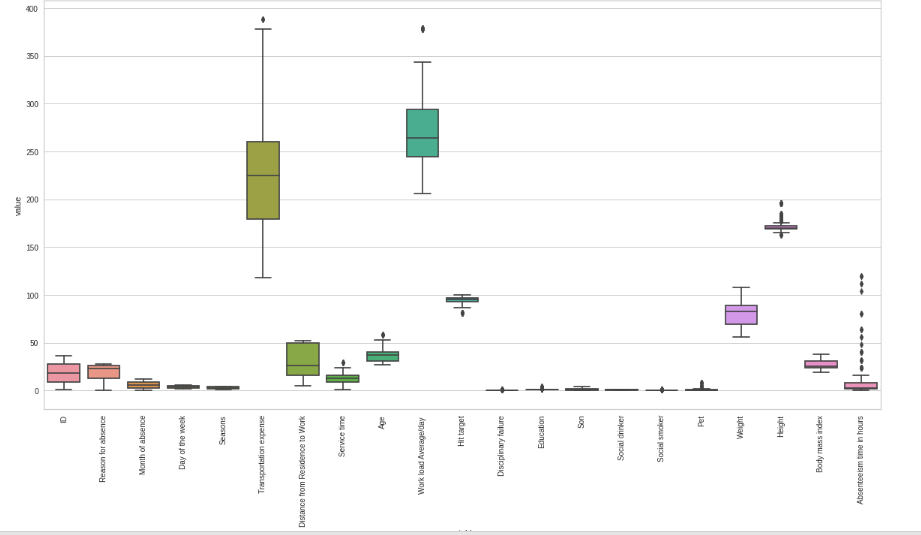 400
350
300
250
200
150
100
50
0
value
ID
Reason for absence
Month of absence
Day of the week
Seasons
Transportation expense
Distance from Residence to Work
Service time
Age
Work load Average/day
Hit target
Disciplinary failure
Education
Son
Social drinker
Social smoker
Pet
Weight
Height
Body mass index
Absenteeism time in hours